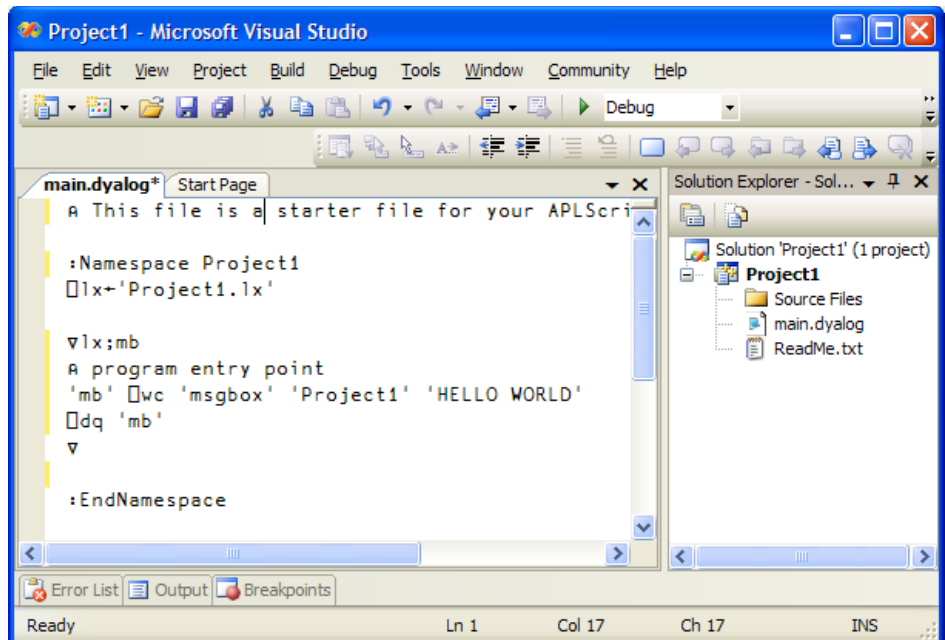 Project1 - Microsoft Visual Studio
File Edit View Project Build Debug Tools Window Community Help
Debug
main.dyalog* Start Page
⍝ This file is a starter file for your APLScri
:Namespace Project1
⎕lx←'Project1.lx'
∇lx;mb
⍝ program entry point
'mb' ⎕wc 'msgbox' 'Project1' 'HELLO WORLD'
⎕dq 'mb'
∇
:EndNamespace
Solution Explorer - Sol...
Solution 'Project1' (1 project)
Project1
Source Files
main.dyalog
ReadMe.txt
Error List Output Breakpoints
Ready Ln 1 Col 17 Ch 17 INS